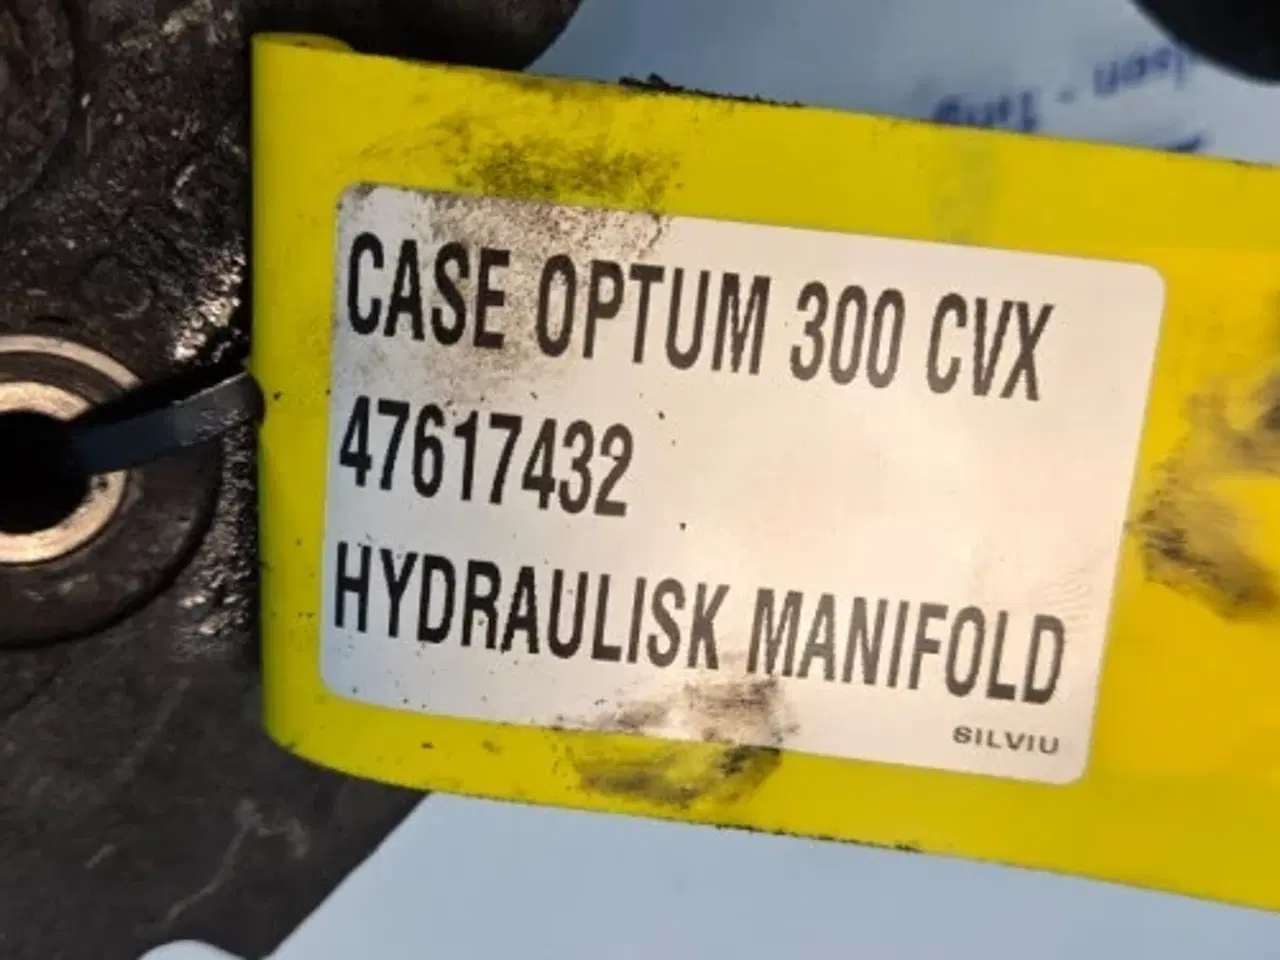 CASE OPTUM 300 CVX
47617432
HYDRAULISK MANIFOLD
SILVIU